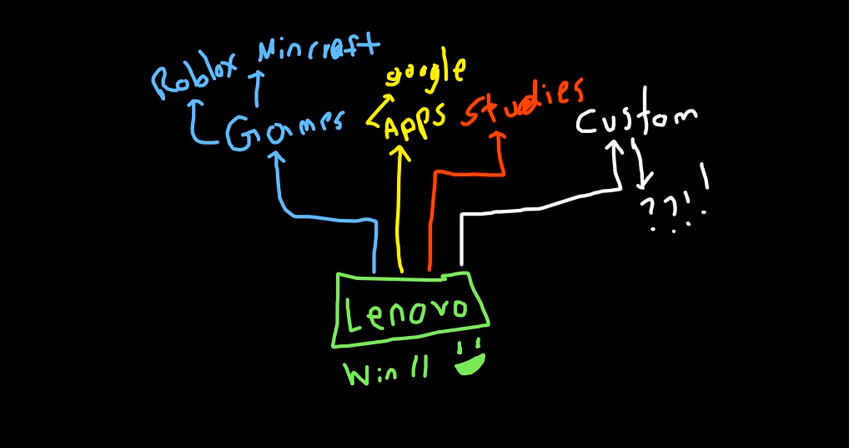 Roblox
Mincraft
google
Games
Apps
Studies
Custom
??!!
Lenovo
Win 11